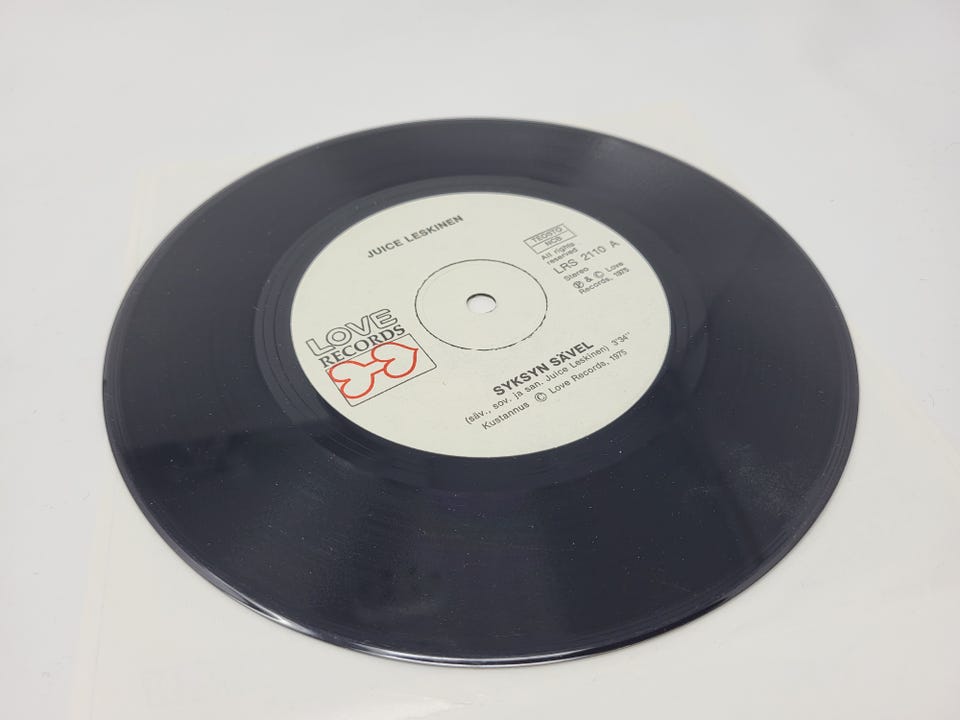 JUICE LESKINEN
TEOSTO
NCB
All rights
reserved
LRS 2110 A
Stereo
℗ & © Love
Records, 1975
LOVE
RECORDS
SYKSYN SÄVEL
(säv., sov. ja san. Juice Leskinen) 3'34"
Kustannus © Love Records, 1975